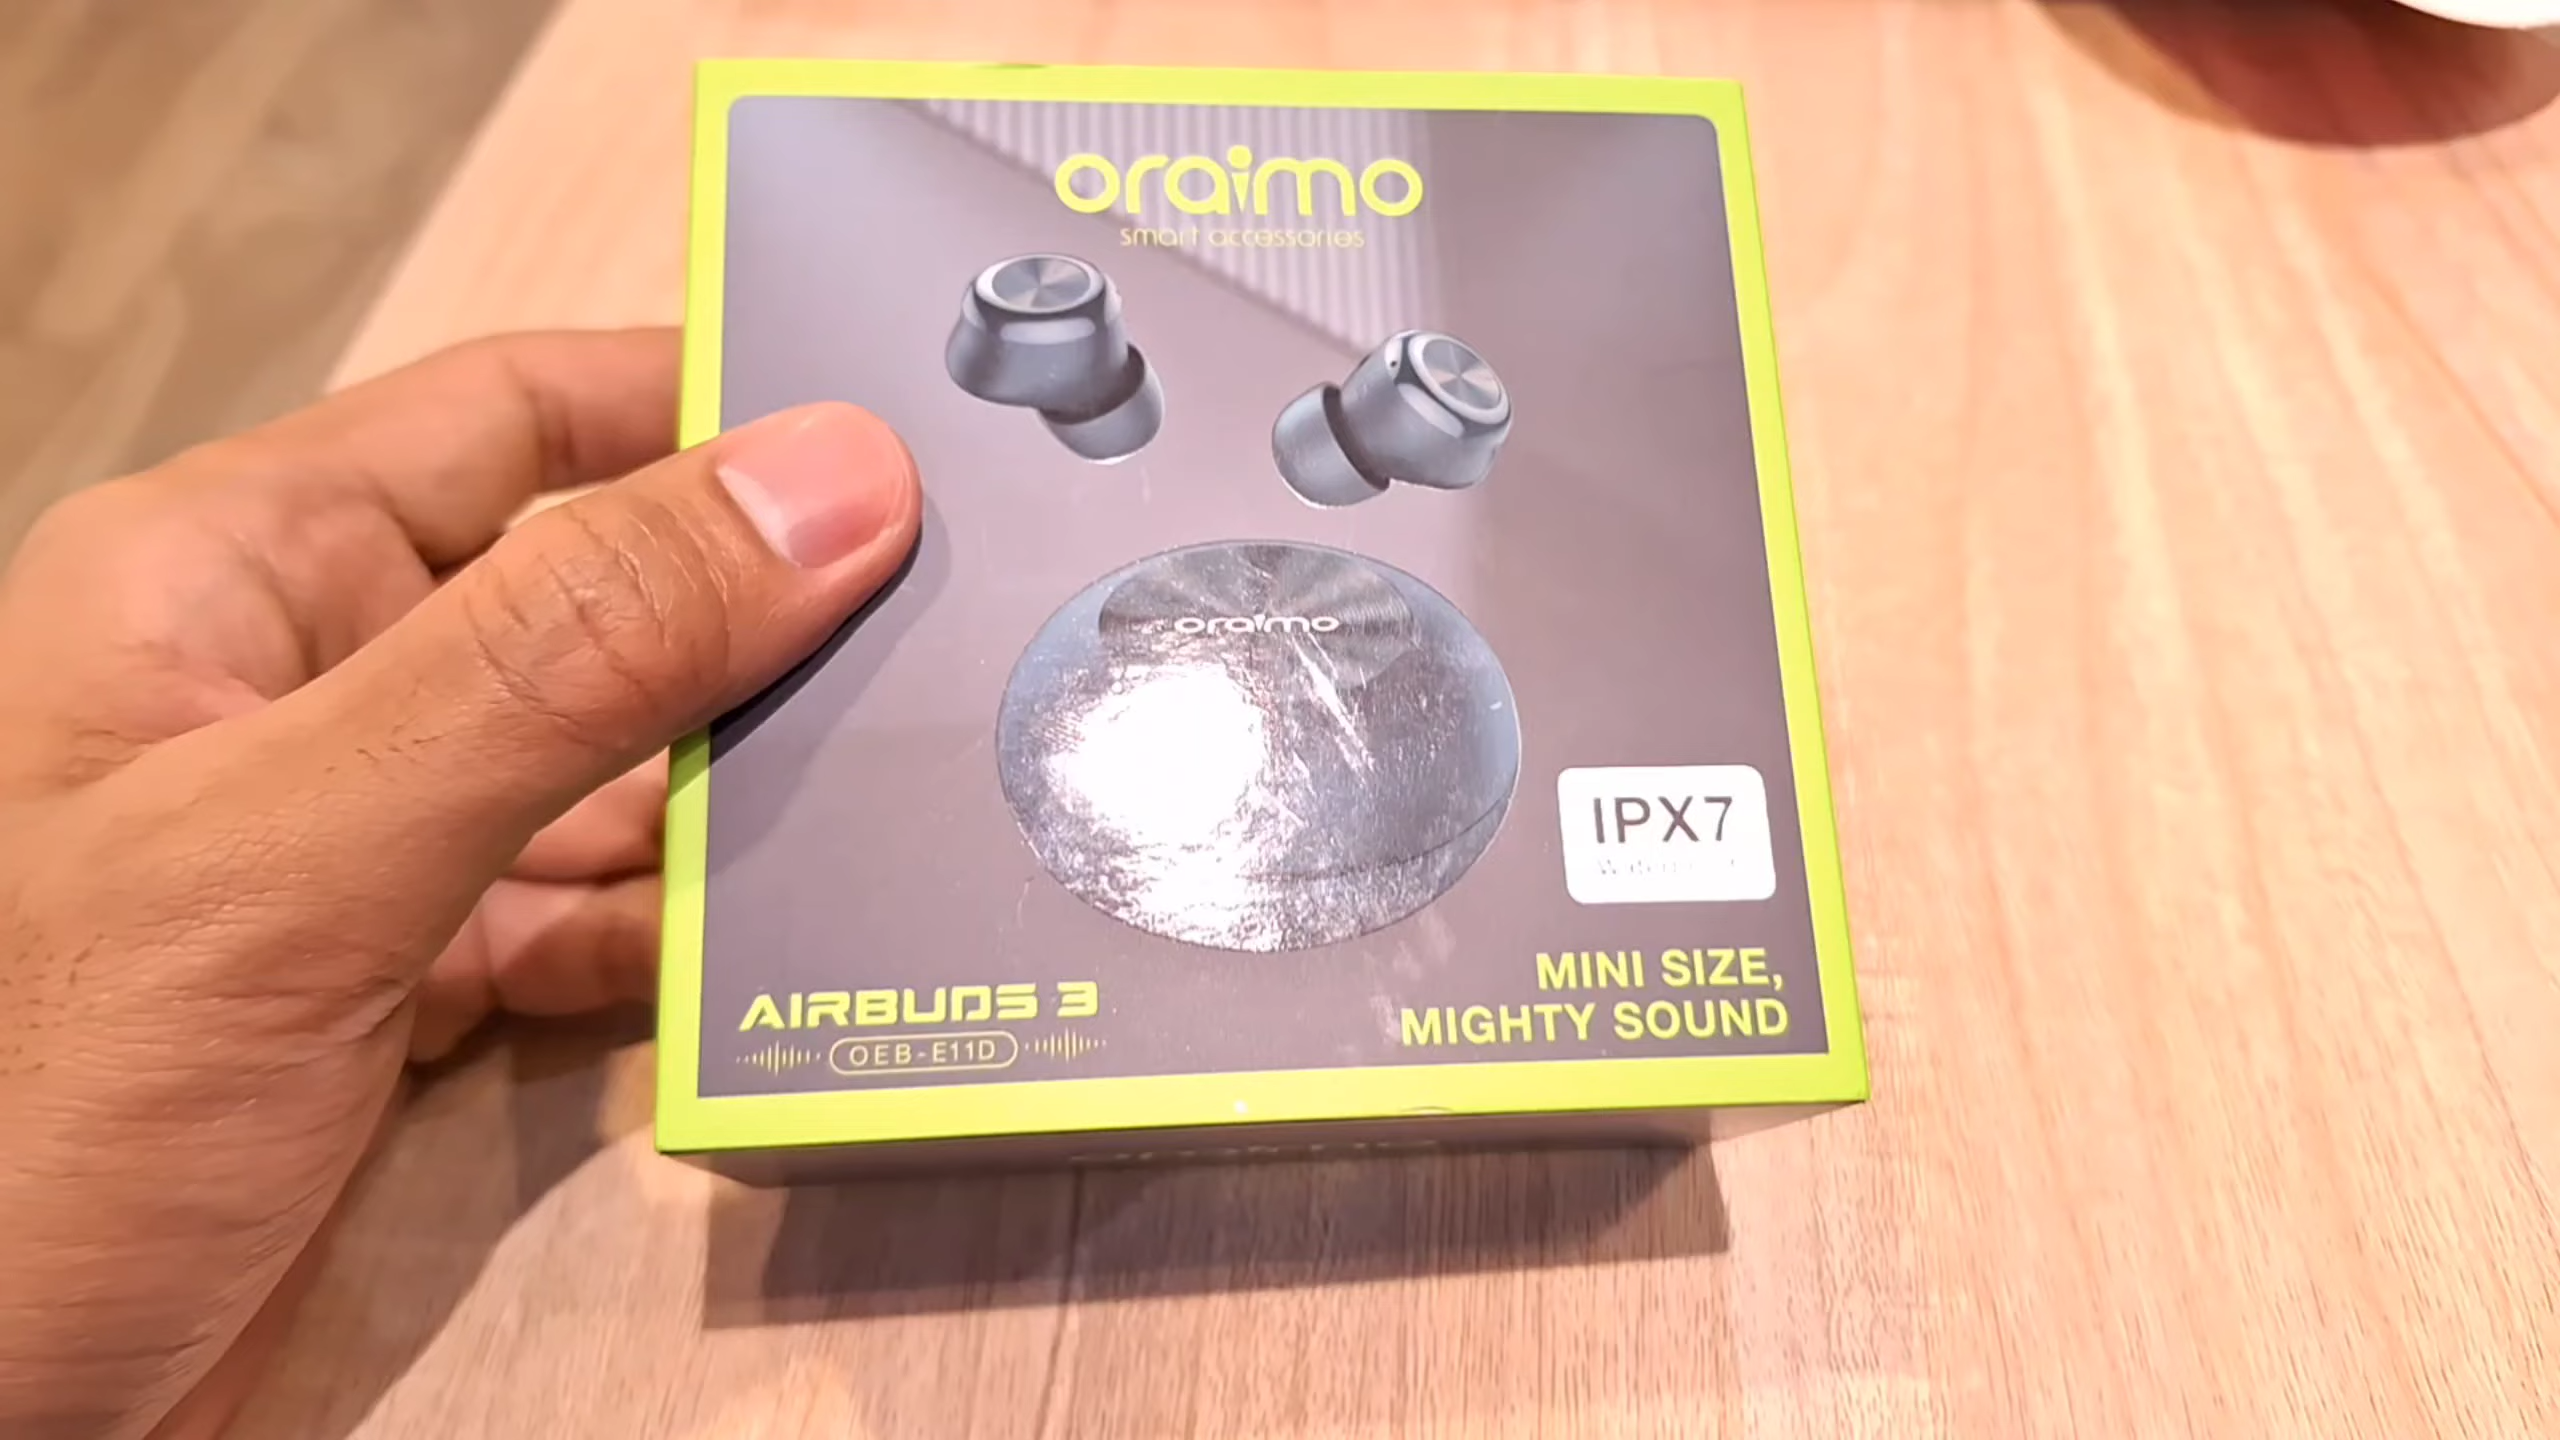 oraimo
smart accessories
oraimo
IPX7
MINI SIZE,
MIGHTY SOUND
AIRBUDS 3
OEB-E11D